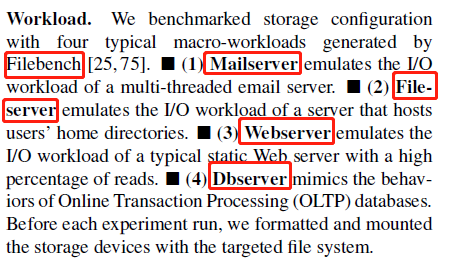 Workload. We benchmarked storage configuration
with four typical macro-workloads generated by
Filebench [25, 75]. ■ (1) Mailserver emulates the I/O
workload of a multi-threaded email server. ■ (2) File-
server emulates the I/O workload of a server that hosts
users' home directories. ■ (3) Webserver emulates the
I/O workload of a typical static Web server with a high
percentage of reads. ■ (4) Dbserver mimics the behav-
iors of Online Transaction Processing (OLTP) databases.
Before each experiment run, we formatted and mounted
the storage devices with the targeted file system.